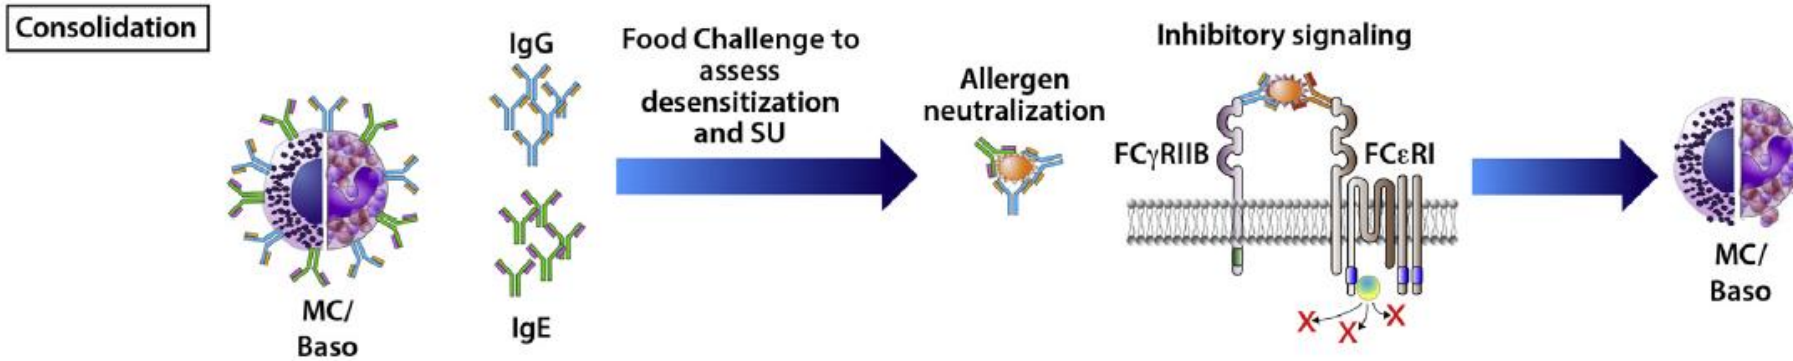 Consolidation
MC/
Baso
IgG
IgE
Food Challenge to
assess
desensitization
and SU
Allergen
neutralization
Inhibitory signaling
FCγRIIB
FCεRI
X
X
X
MC/
Baso